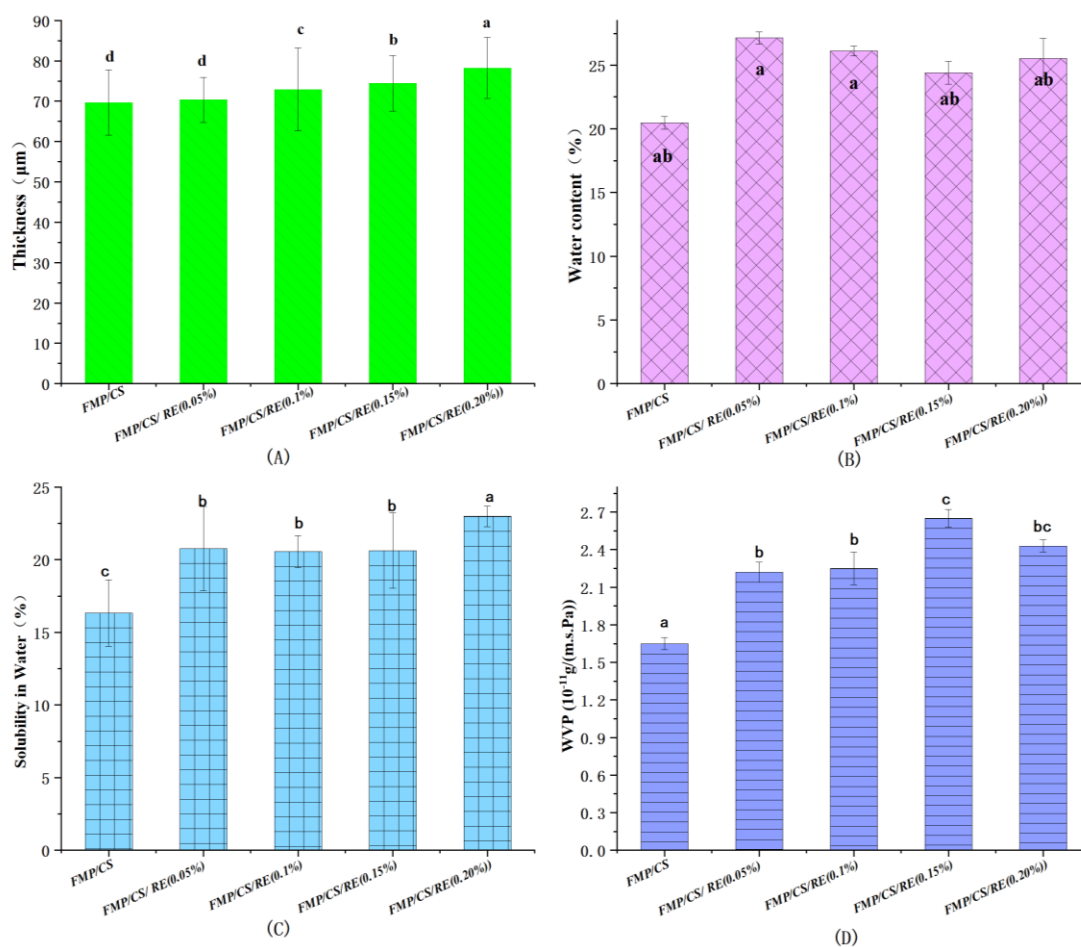 90
80
70
60
50
40
30
20
10
0
Thickness（μm）
d
d
c
b
a
FMP/CS
FMP/CS/ RE(0.05%)
FMP/CS/RE(0.1%)
FMP/CS/RE(0.15%)
FMP/CS/RE(0.20%))
(A)
25
20
15
10
5
0
Water content（%）
ab
a
a
ab
ab
FMP/CS
FMP/CS/ RE(0.05%)
FMP/CS/RE(0.1%)
FMP/CS/RE(0.15%)
FMP/CS/RE(0.20%))
(B)
25
20
15
10
5
0
Solubility in Water（%）
c
b
b
b
a
FMP/CS
FMP/CS/ RE(0.05%)
FMP/CS/RE(0.1%)
FMP/CS/RE(0.15%)
FMP/CS/RE(0.20%))
(C)
2.7
2.4
2.1
1.8
1.5
1.2
0.9
0.6
0.3
0.0
WVP (10⁻¹¹g/(m.s.Pa))
a
b
b
c
bc
FMP/CS
FMP/CS/ RE(0.05%)
FMP/CS/RE(0.1%)
FMP/CS/RE(0.15%)
FMP/CS/RE(0.20%))
(D)